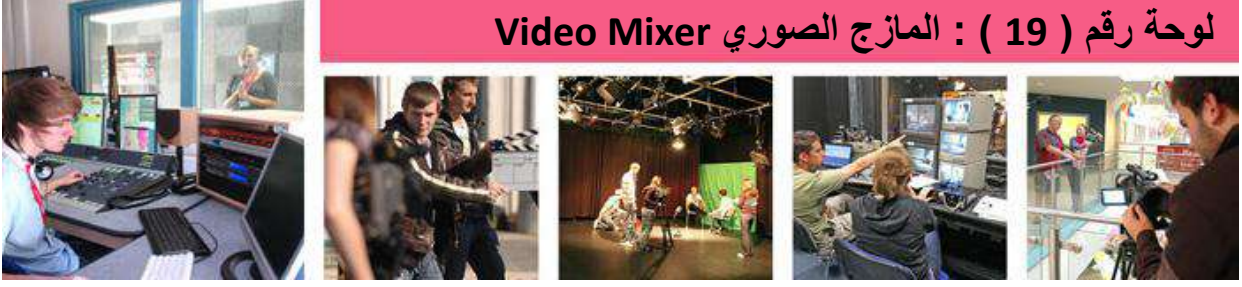 لوحة رقم ( 19 ) : المازج الصوري Video Mixer